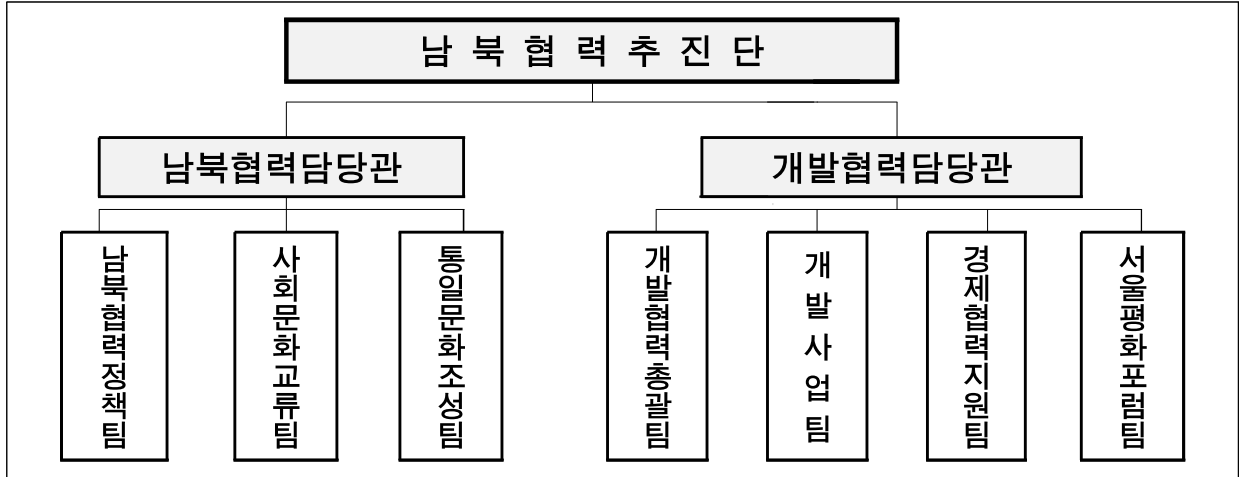 남 북 협 력 추 진 단
남북협력담당관
개발협력담당관
남북협력정책팀
사회문화교류팀
통일문화조성팀
개발협력총괄팀
개발사업팀
경제협력지원팀
서울평화포럼팀